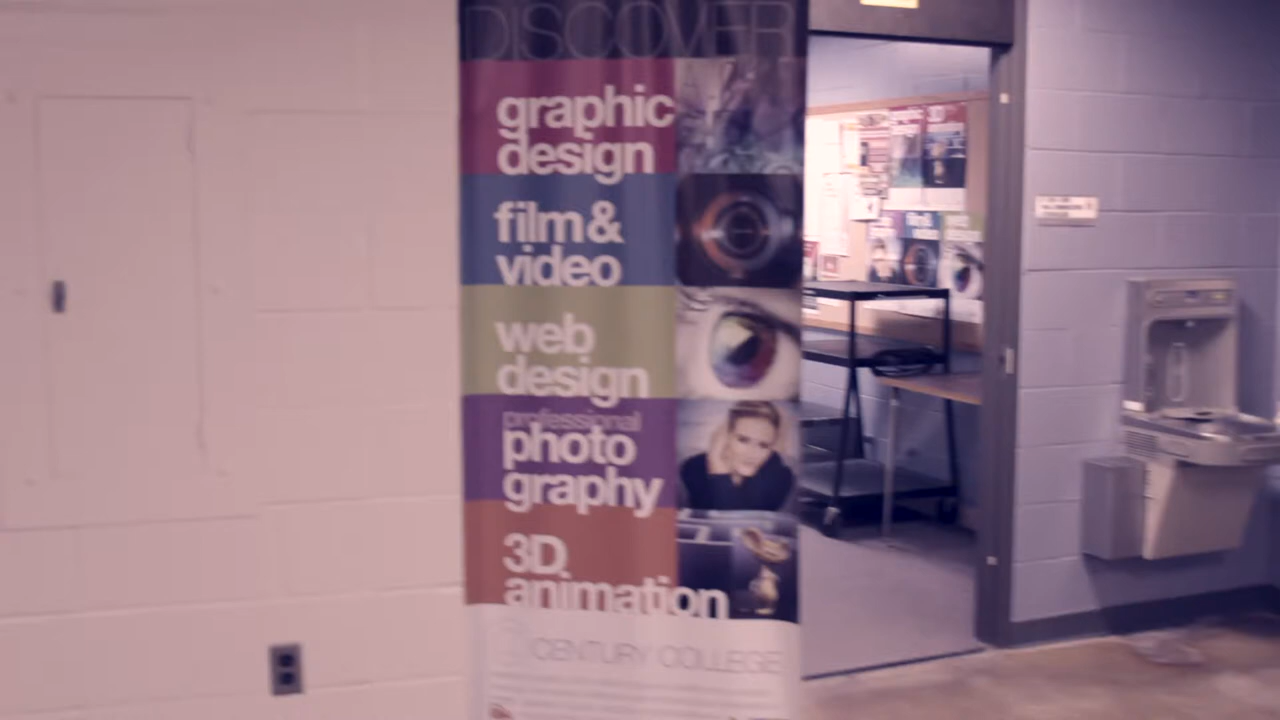 DISCOVER
graphic
design
film&
video
web
design
professional
photo
graphy
3D
animation
CENTURY COLLEGE